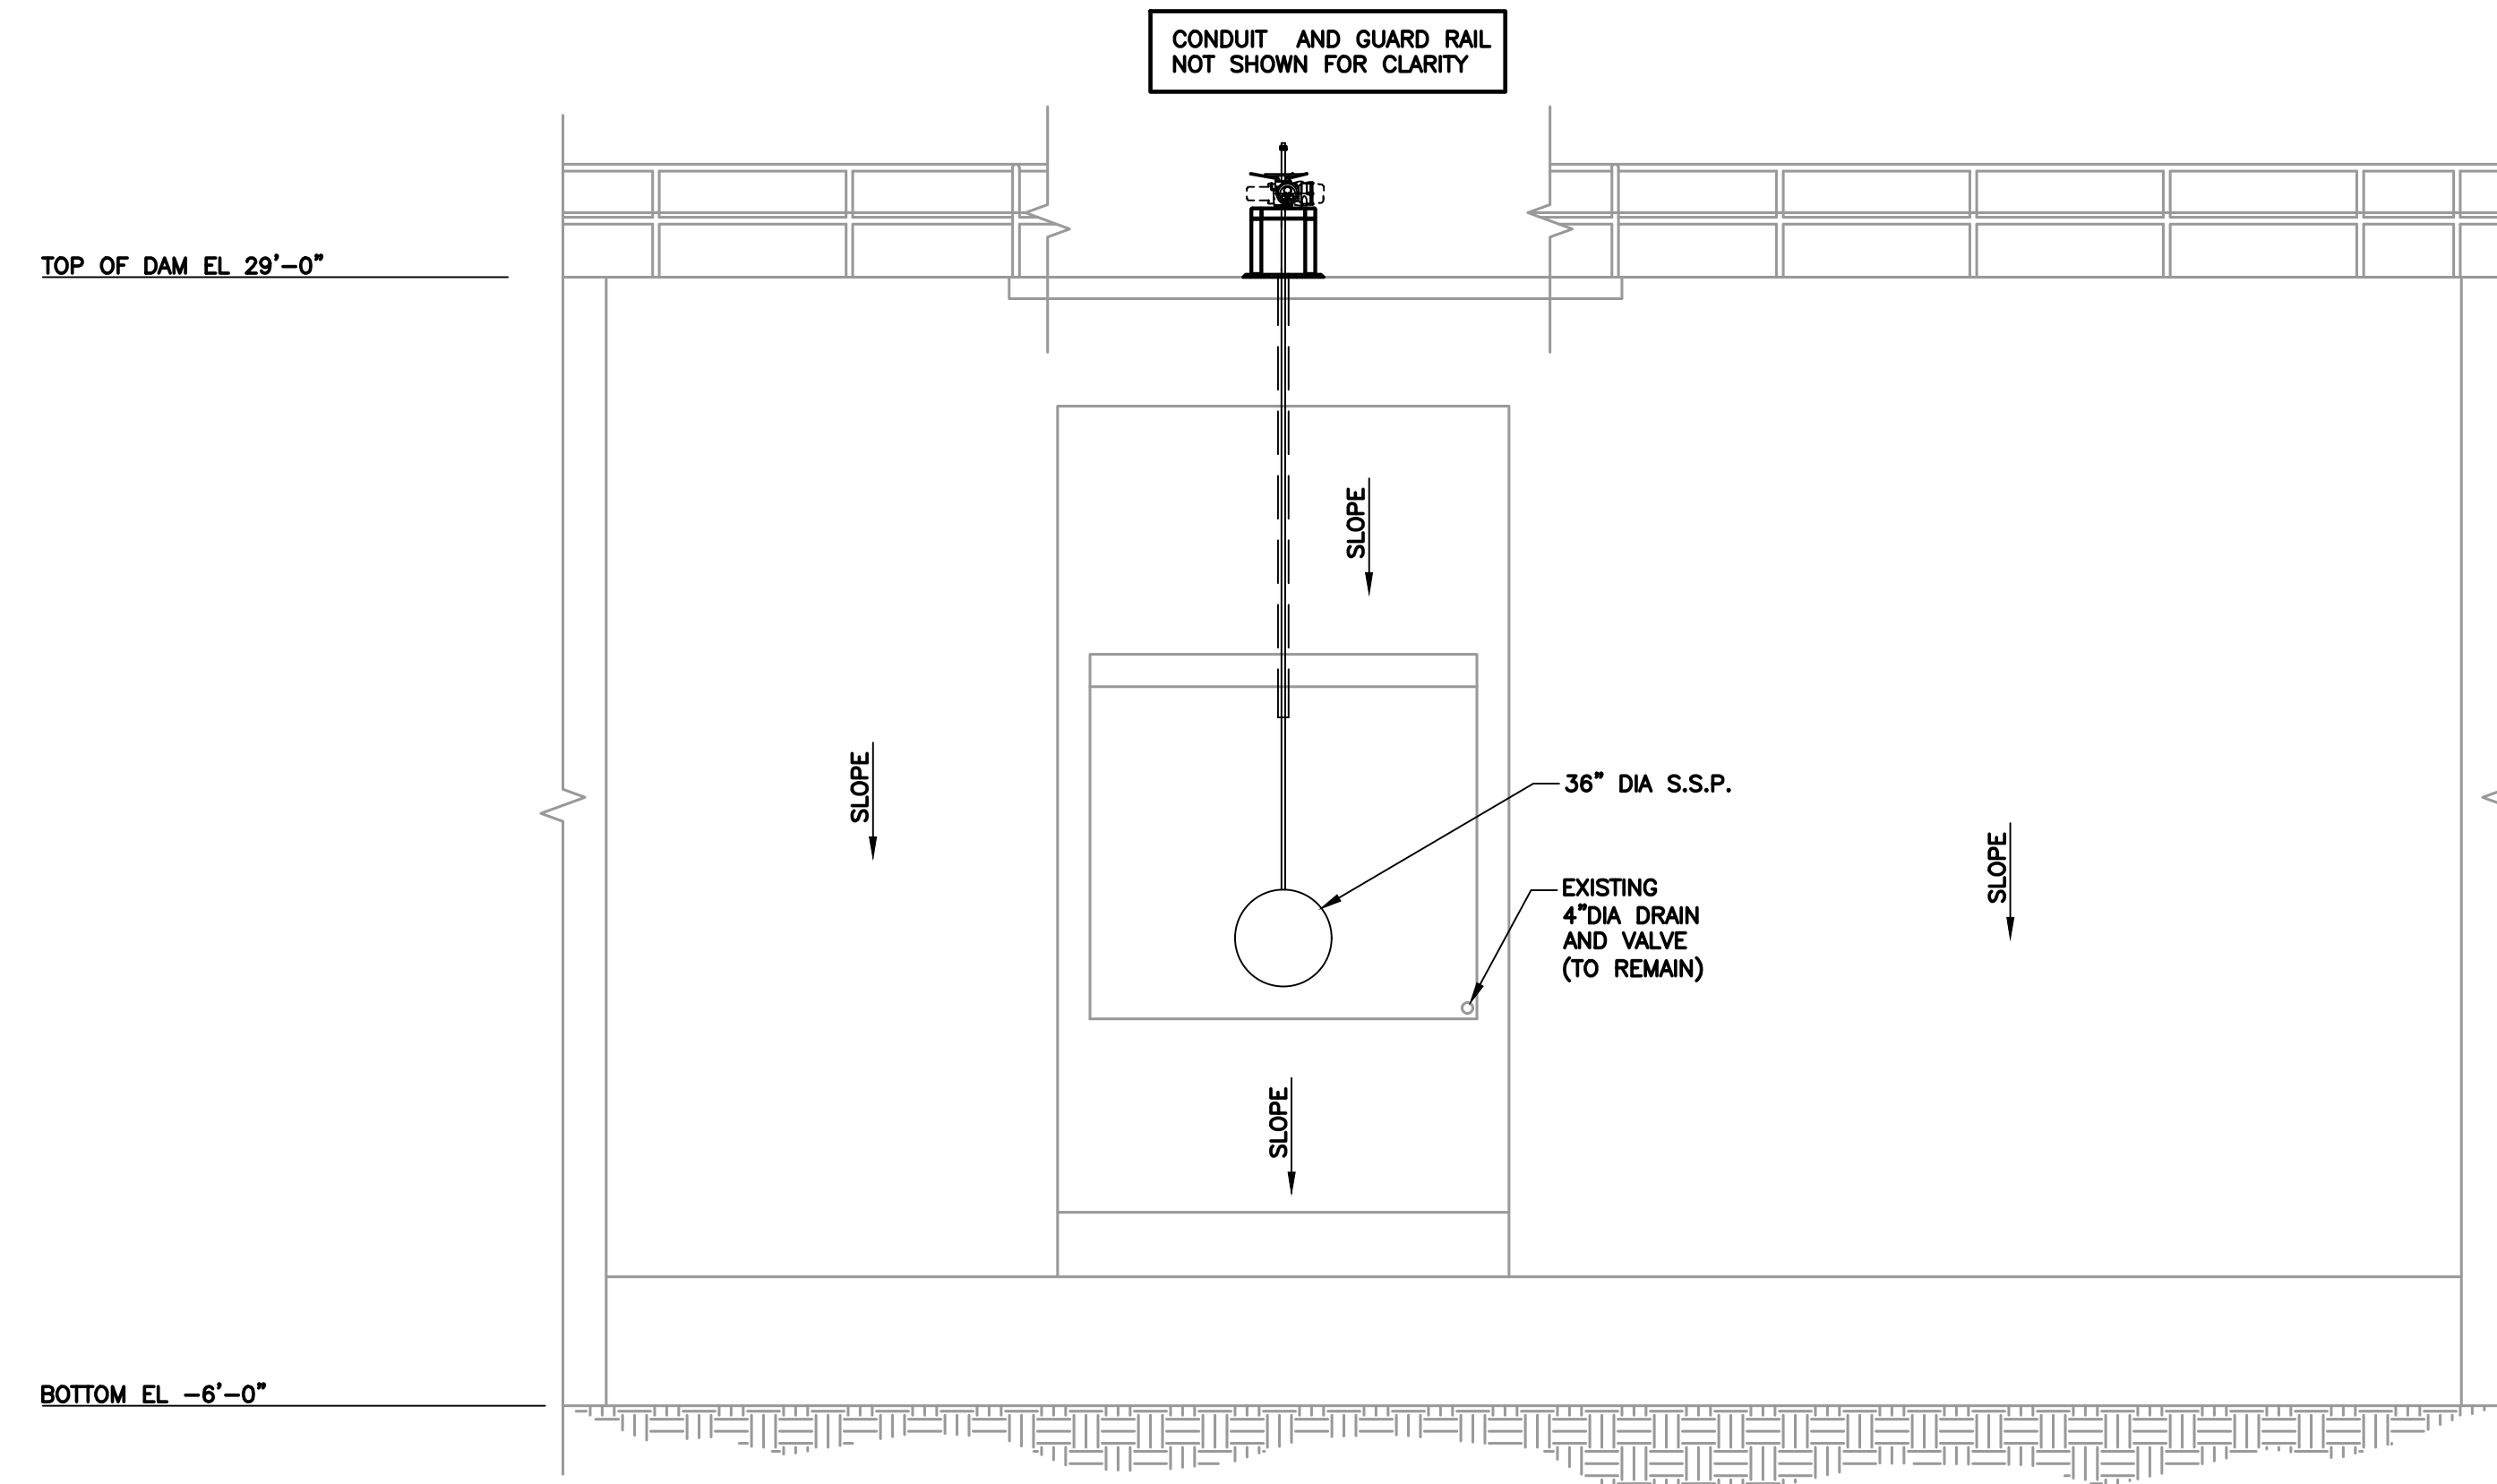 CONDUIT AND GUARD RAIL
NOT SHOWN FOR CLARITY
TOP OF DAM EL 29'-0"
SLOPE
SLOPE
36" DIA S.S.P.
SLOPE
EXISTING
4"DIA DRAIN
AND VALVE
(TO REMAIN)
SLOPE
BOTTOM EL -6'-0"